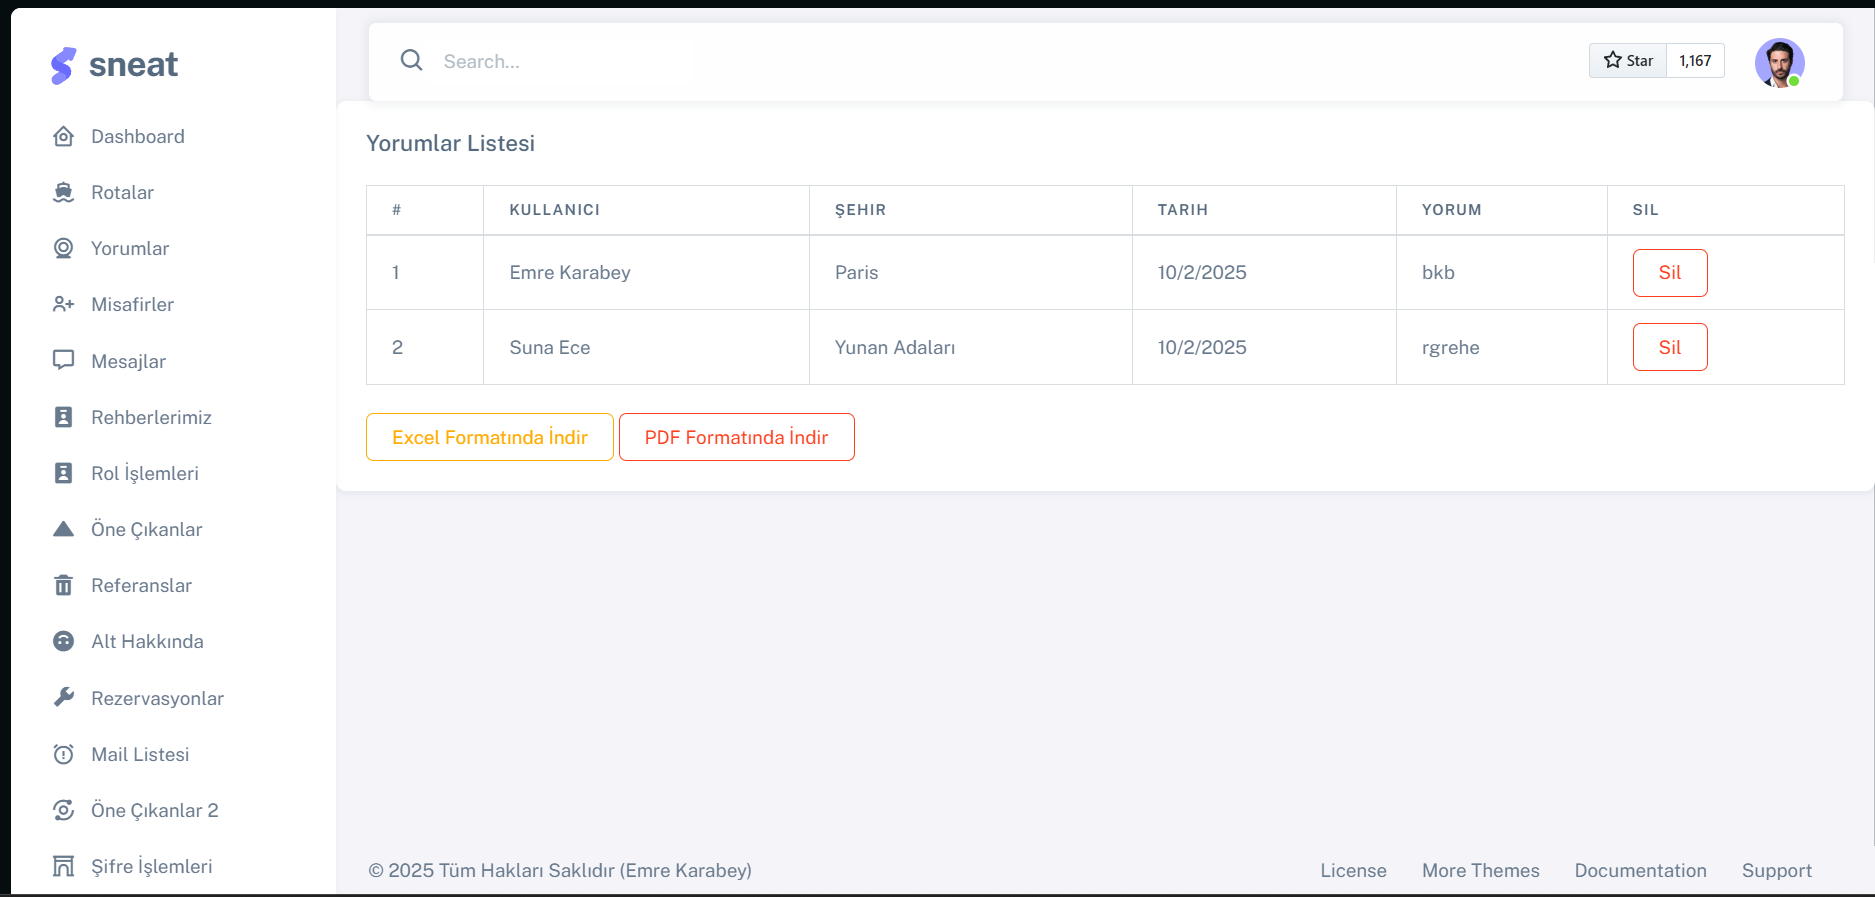 sneat
Search...
Star 1,167
Dashboard
Rotalar
Yorumlar
Misafirler
Mesajlar
Rehberlerimiz
Rol İşlemleri
Öne Çıkanlar
Referanslar
Alt Hakkında
Rezervasyonlar
Mail Listesi
Öne Çıkanlar 2
Şifre İşlemleri
Yorumlar Listesi
# KULLANICI ŞEHIR TARIH YORUM SIL
1 Emre Karabey Paris 10/2/2025 bkb Sil
2 Suna Ece Yunan Adaları 10/2/2025 rgrehe Sil
Excel Formatında İndir PDF Formatında İndir
© 2025 Tüm Hakları Saklıdır (Emre Karabey) License More Themes Documentation Support